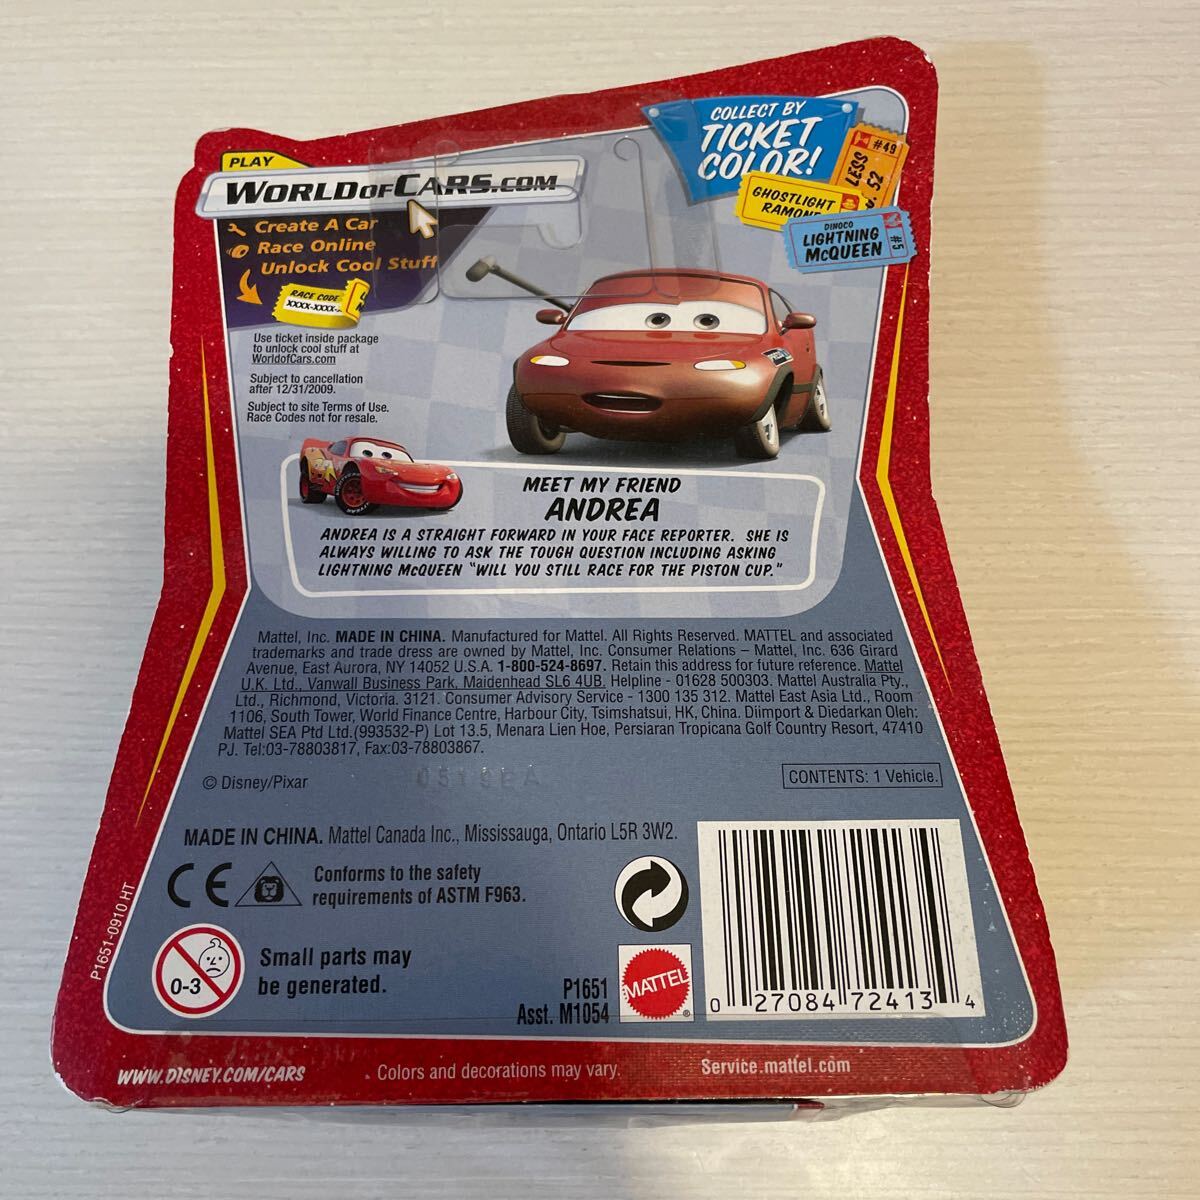 COLLECT BY
TICKET
COLOR!
#49
LESS
52
GHOSTLIGHT
RAMONE
DINOCO
LIGHTNING
McQUEEN
#5
PLAY
WORLD OF CARS.COM
Create A Car
Race Online
Unlock Cool Stuff
RACE CODE
XXXX-XXXX-
Use ticket inside package
to unlock cool stuff at
WorldofCars.com
Subject to cancellation
after 12/31/2009.
Subject to site Terms of Use.
Race Codes not for resale.
MEET MY FRIEND
ANDREA
ANDREA IS A STRAIGHT FORWARD IN YOUR FACE REPORTER. SHE IS
ALWAYS WILLING TO ASK THE TOUGH QUESTION INCLUDING ASKING
LIGHTNING McQUEEN "WILL YOU STILL RACE FOR THE PISTON CUP."
Mattel, Inc. MADE IN CHINA. Manufactured for Mattel. All Rights Reserved. MATTEL and associated
trademarks and trade dress are owned by Mattel, Inc. Consumer Relations – Mattel, Inc. 636 Girard
Avenue, East Aurora, NY 14052 U.S.A. 1-800-524-8697. Retain this address for future reference. Mattel
U.K. Ltd., Vanwall Business Park, Maidenhead SL6 4UB. Helpline - 01628 500303. Mattel Australia Pty.,
Ltd., Richmond, Victoria. 3121. Consumer Advisory Service - 1300 135 312. Mattel East Asia Ltd., Room
1106, South Tower, World Finance Centre, Harbour City, Tsimshatsui, HK, China. Diimport & Diedarkan Oleh:
Mattel SEA Ptd Ltd.(993532-P) Lot 13.5, Menara Lien Hoe, Persiaran Tropicana Golf Country Resort, 47410
PJ. Tel:03-78803817, Fax:03-78803867.
© Disney/Pixar
CONTENTS: 1 Vehicle.
MADE IN CHINA. Mattel Canada Inc., Mississauga, Ontario L5R 3W2.
CE
Conforms to the safety
requirements of ASTM F963.
P1651-0910 HT
0-3
Small parts may
be generated.
P1651
Asst. M1054
MATTEL
®
0 27084 72413 4
WWW.DISNEY.COM/CARS
Colors and decorations may vary.
Service.mattel.com